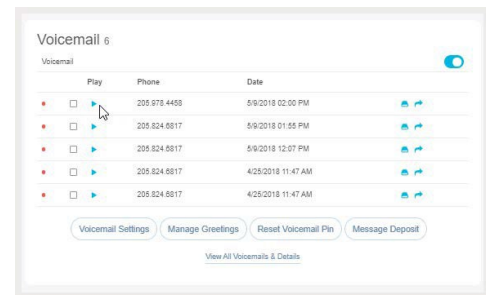 Voicemail 6
Voicemail
Play Phone Date
205.978.4458 5/9/2018 02:00 PM
205.824.6817 5/9/2018 01:55 PM
205.824.6817 5/9/2018 12:07 PM
205.824.6817 4/25/2018 11:47 AM
205.824.6817 4/25/2018 11:47 AM
Voicemail Settings Manage Greetings Reset Voicemail Pin Message Deposit
View All Voicemails & Details